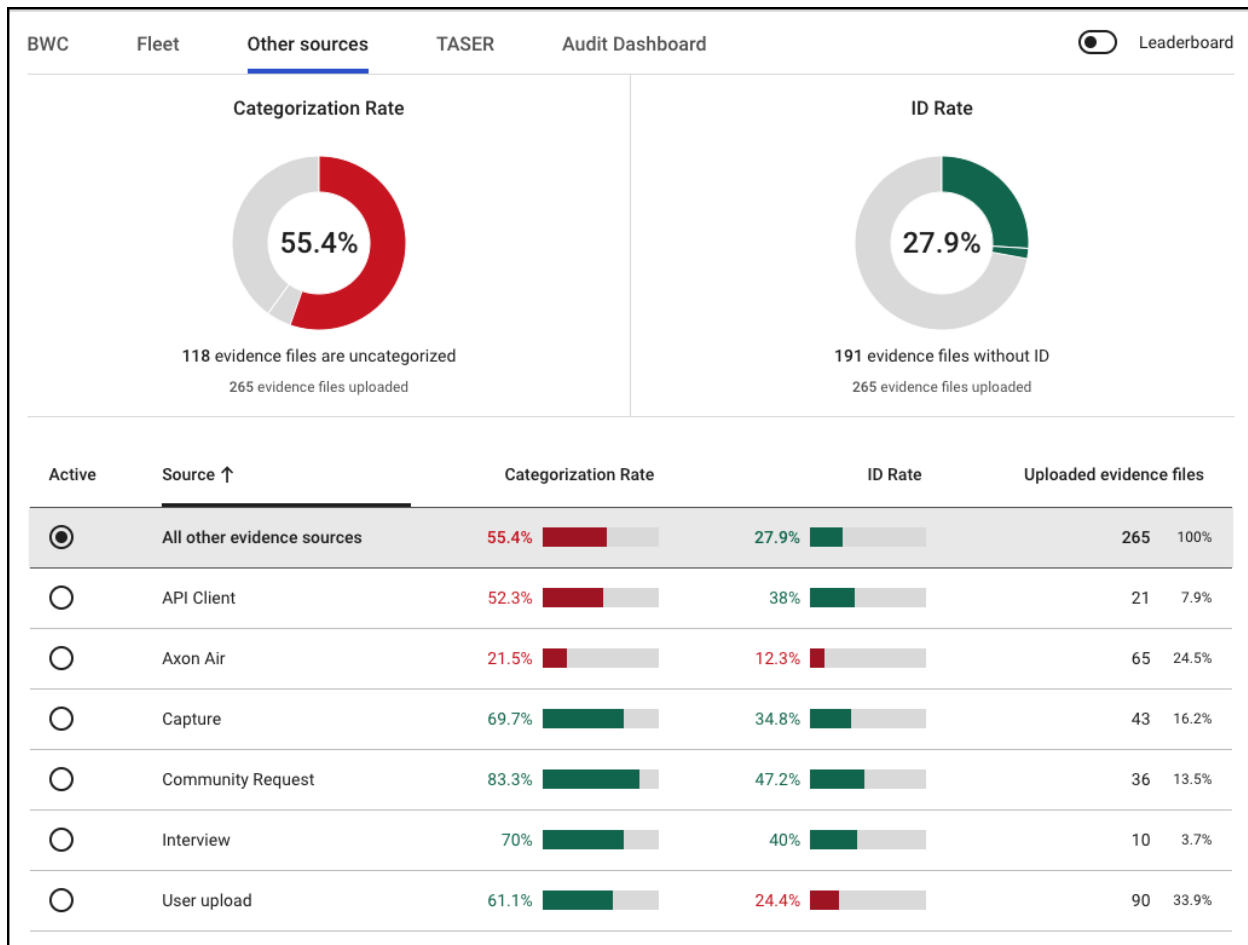 BWC Fleet Other sources TASER Audit Dashboard Leaderboard
Categorization Rate
55.4%
118 evidence files are uncategorized
265 evidence files uploaded
ID Rate
27.9%
191 evidence files without ID
265 evidence files uploaded
Active Source ↑ Categorization Rate ID Rate Uploaded evidence files
All other evidence sources 55.4% 27.9% 265 100%
API Client 52.3% 38% 21 7.9%
Axon Air 21.5% 12.3% 65 24.5%
Capture 69.7% 34.8% 43 16.2%
Community Request 83.3% 47.2% 36 13.5%
Interview 70% 40% 10 3.7%
User upload 61.1% 24.4% 90 33.9%